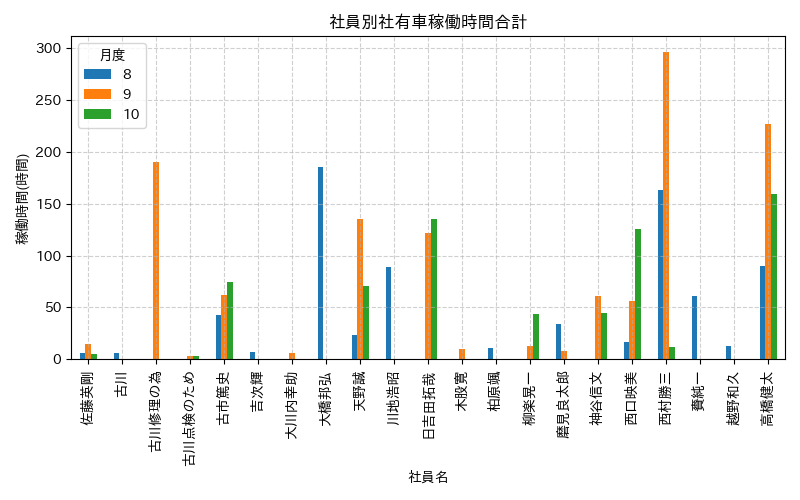 社員別社有車稼働時間合計
月度
8
9
10
稼働時間(時間)
300
250
200
150
100
50
0
佐藤英剛
古川
古川修理の為
古川点検のため
古市篤史
吉次輝
大川内幸助
大橋邦弘
天野誠
川地浩昭
日吉田拓哉
木股寛
柏原颯
柳楽晃一
磨見良太郎
神谷信文
西口映美
西村勝三
賚純一
越野和久
高橋健太
社員名